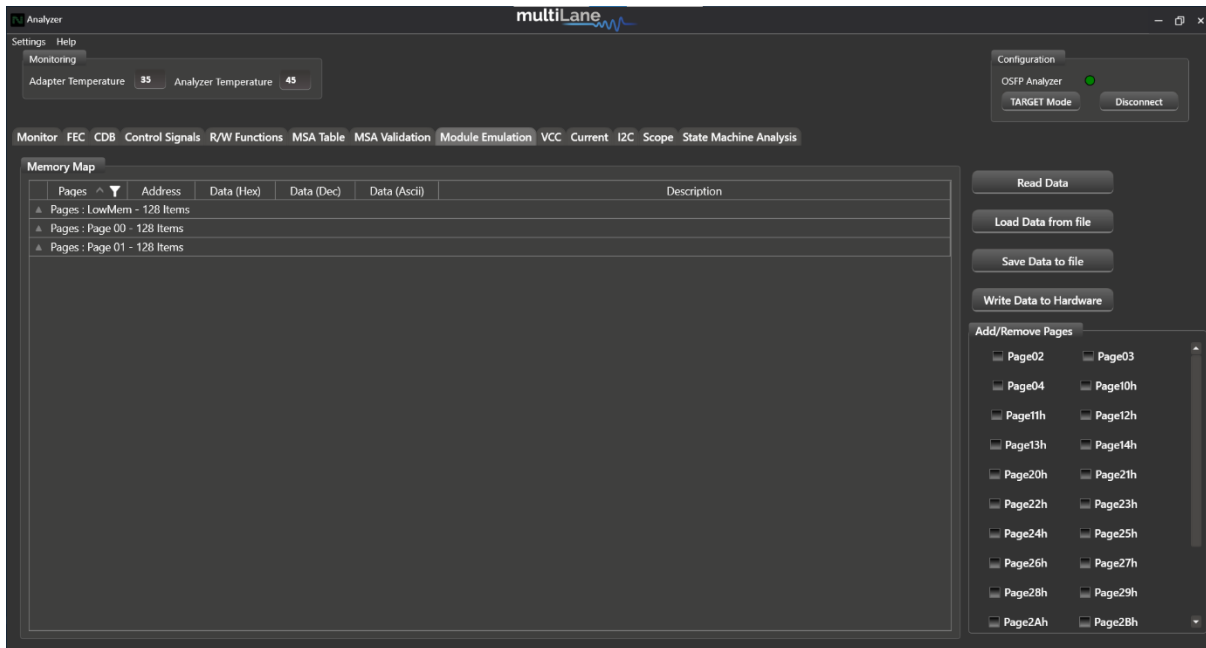 Analyzer
multiLane
Settings Help
Monitoring
Adapter Temperature 35 Analyzer Temperature 45
Configuration
OSFP Analyzer
TARGET Mode Disconnect
Monitor FEC CDB Control Signals R/W Functions MSA Table MSA Validation Module Emulation VCC Current I2C Scope State Machine Analysis
Memory Map
Pages Address Data (Hex) Data (Dec) Data (Ascii) Description
Pages : LowMem - 128 Items
Pages : Page 00 - 128 Items
Pages : Page 01 - 128 Items
Read Data
Load Data from file
Save Data to file
Write Data to Hardware
Add/Remove Pages
Page02 Page03
Page04 Page10h
Page11h Page12h
Page13h Page14h
Page20h Page21h
Page22h Page23h
Page24h Page25h
Page26h Page27h
Page28h Page29h
Page2Ah Page2Bh